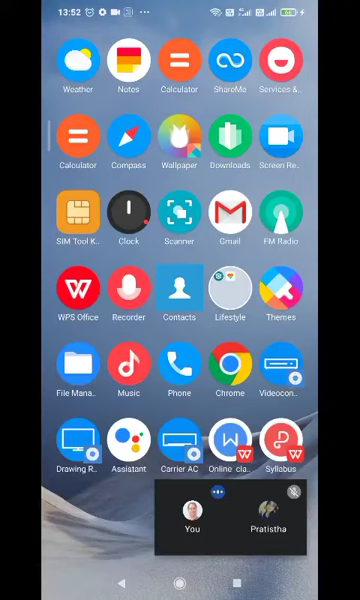 13:52
Weather Notes Calculator ShareMe Services &..
Calculator Compass Wallpaper Downloads Screen Re..
SIM Tool K.. Clock Scanner Gmail FM Radio
WPS Office Recorder Contacts Lifestyle Themes
File Mana.. Music Phone Chrome Videocon..
Drawing R.. Assistant Carrier AC Online_cla.. Syllabus
You Pratistha